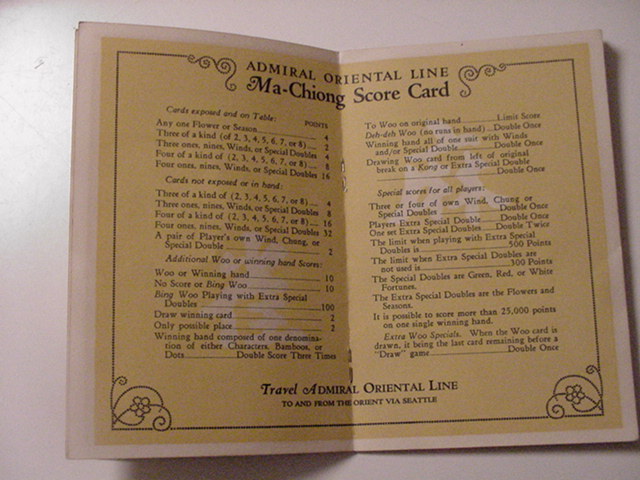 ADMIRAL ORIENTAL LINE
Ma-Chiong Score Card
Cards exposed and on Table: POINTS
Any one Flower or Season 4
Three of a kind (2, 3, 4, 5, 6, 7, or 8) 2
Three ones, nines, Winds, or Special Doubles 4
Four of a kind (2, 3, 4, 5, 6, 7, or 8) 8
Four ones, nines, Winds, or Special Doubles 16
Cards not exposed or in hand:
Three of a kind (2, 3, 4, 5, 6, 7, or 8) 4
Three ones, nines, Winds, or Special Doubles 8
Four of a kind (2, 3, 4, 5, 6, 7, or 8) 16
Four ones, nines, Winds, or Special Doubles 32
A pair of Player's own Wind, Chung, or
Special Double 2
Additional Woo or winning hand Scores:
Woo or Winning hand 10
No Score or Bing Woo 10
Bing Woo Playing with Extra Special
Doubles 100
Draw winning card 2
Only possible place 2
Winning hand composed of one denomina-
tion of either Characters, Bamboos, or
Dots Double Score Three Times
To Woo on original hand Limit Score
Deh-deh Woo (no runs in hand) Double Once
Winning hand all of one suit with Winds
and/or Special Double Double Once
Drawing Woo card from left of original
break on a Kong or Extra Special Double
Double Once
Special scores for all players:
Three or four of own Wind, Chung or
Special Doubles Double Once
Players Extra Special Double Double Once
One set Extra Special Doubles Double Twice
The limit when playing with Extra Special
Doubles is 500 Points
The limit when Extra Special Doubles are
not used is 300 Points
The Special Doubles are Green, Red, or White
Fortunes.
The Extra Special Doubles are the Flowers and
Seasons.
It is possible to score more than 25,000 points
on one single winning hand.
Extra Woo Specials. When the Woo card is
drawn, it being the last card remaining before a
"Draw" game Double Once
Travel ADMIRAL ORIENTAL LINE
TO AND FROM THE ORIENT VIA SEATTLE